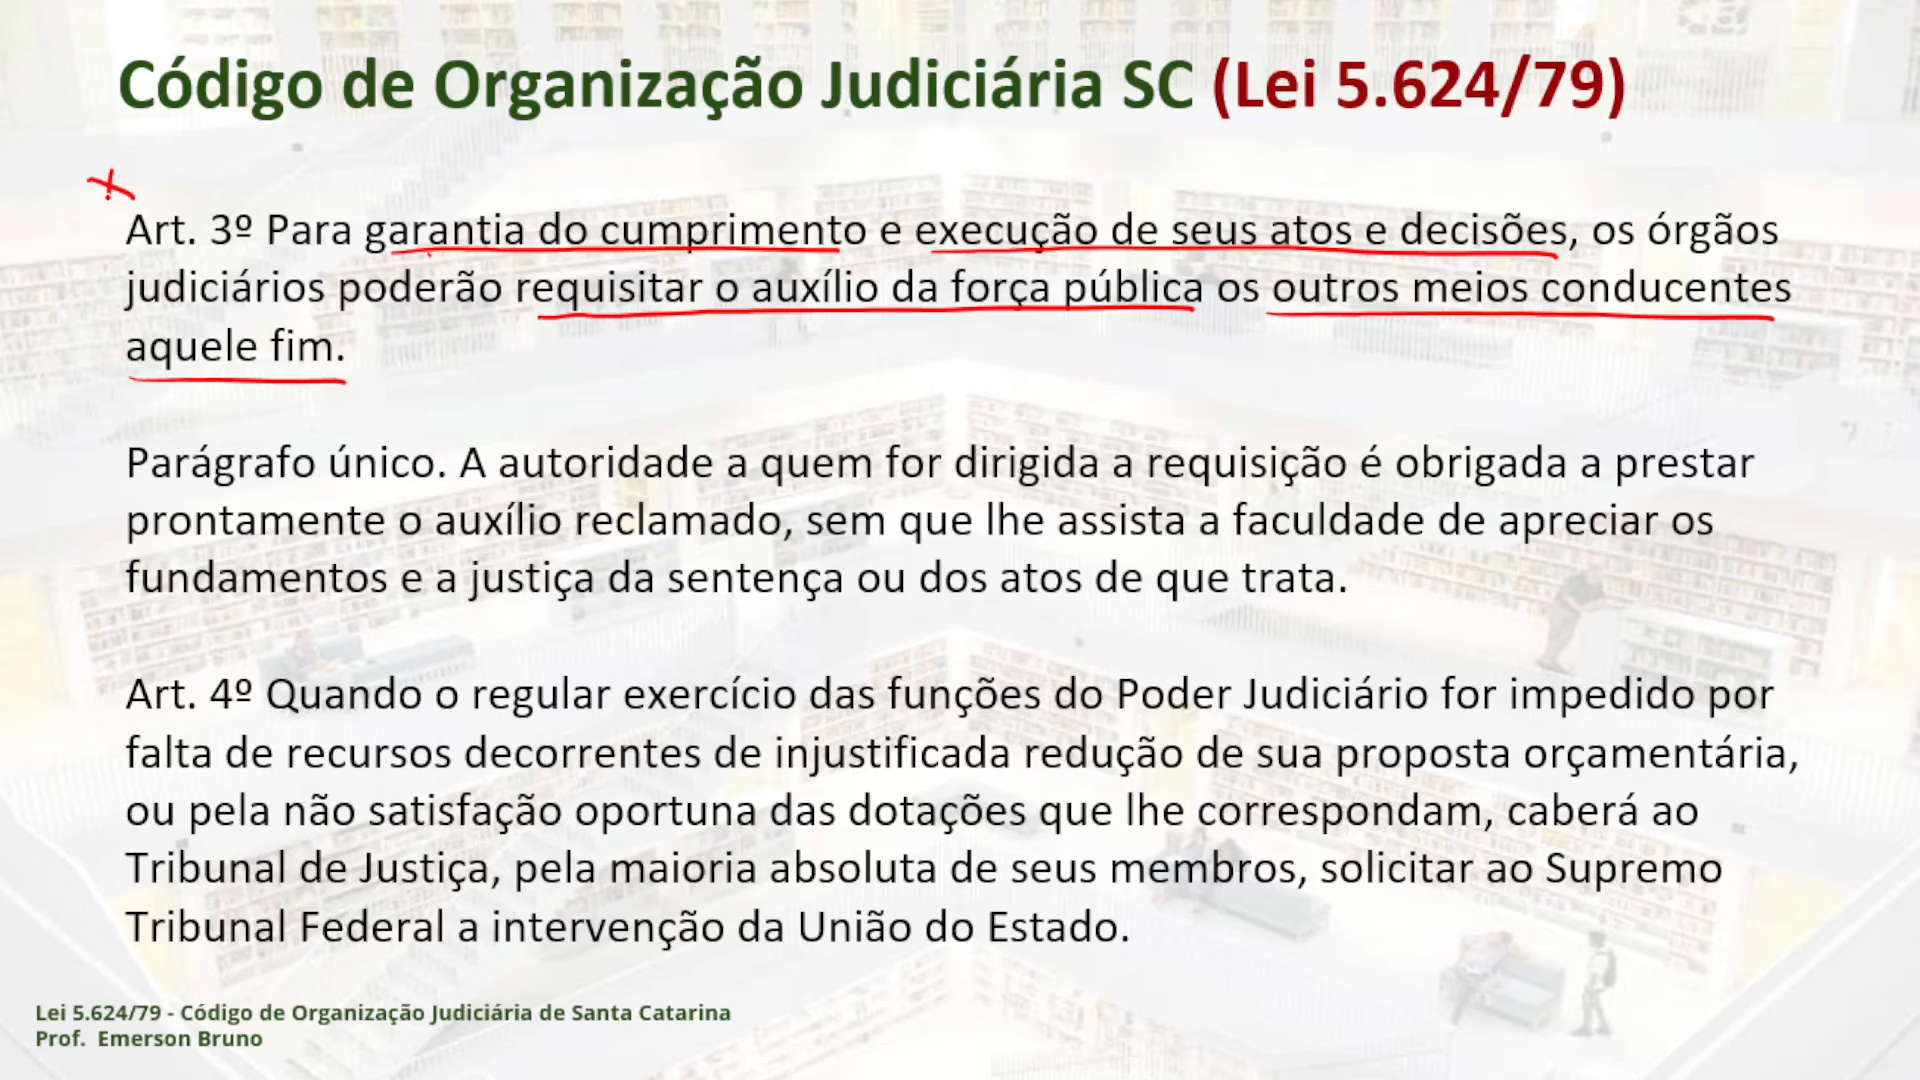 Código de Organização Judiciária SC (Lei 5.624/79)
Art. 3º Para garantia do cumprimento e execução de seus atos e decisões, os órgãos
judiciários poderão requisitar o auxílio da força pública os outros meios conducentes
aquele fim.
Parágrafo único. A autoridade a quem for dirigida a requisição é obrigada a prestar
prontamente o auxílio reclamado, sem que lhe assista a faculdade de apreciar os
fundamentos e a justiça da sentença ou dos atos de que trata.
Art. 4º Quando o regular exercício das funções do Poder Judiciário for impedido por
falta de recursos decorrentes de injustificada redução de sua proposta orçamentária,
ou pela não satisfação oportuna das dotações que lhe correspondam, caberá ao
Tribunal de Justiça, pela maioria absoluta de seus membros, solicitar ao Supremo
Tribunal Federal a intervenção da União do Estado.
Lei 5.624/79 - Código de Organização Judiciária de Santa Catarina
Prof. Emerson Bruno